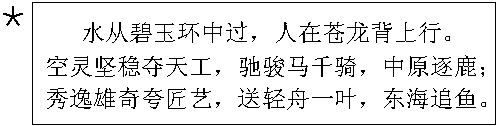 *
水从碧玉环中过，人在苍龙背上行。
空灵坚稳夺天工，驰骏马千骑，中原逐鹿；
秀逸雄奇夸匠艺，送轻舟一叶，东海追鱼。